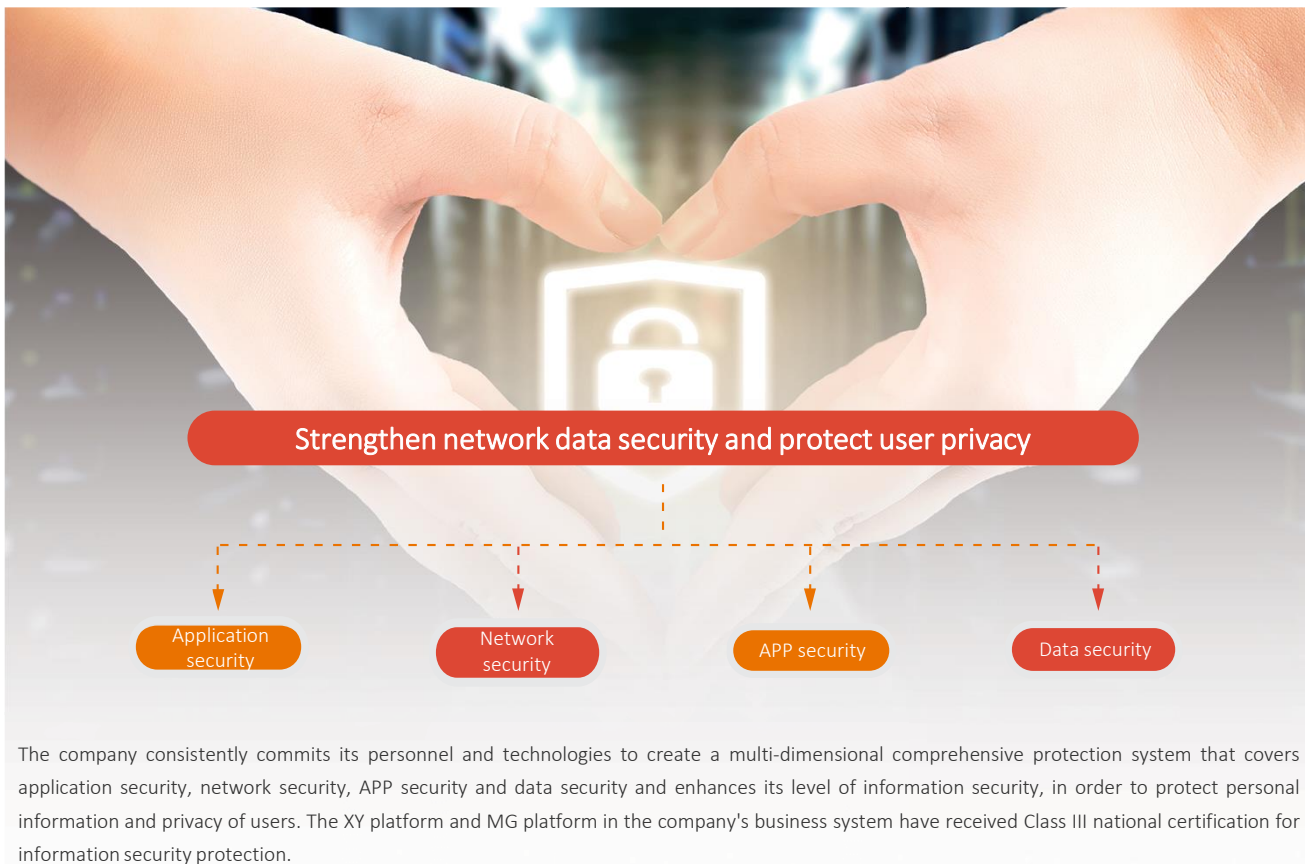 Strengthen network data security and protect user privacy
Application
security
Network
security
APP security
Data security
The company consistently commits its personnel and technologies to create a multi-dimensional comprehensive protection system that covers
application security, network security, APP security and data security and enhances its level of information security, in order to protect personal
information and privacy of users. The XY platform and MG platform in the company's business system have received Class III national certification for
information security protection.